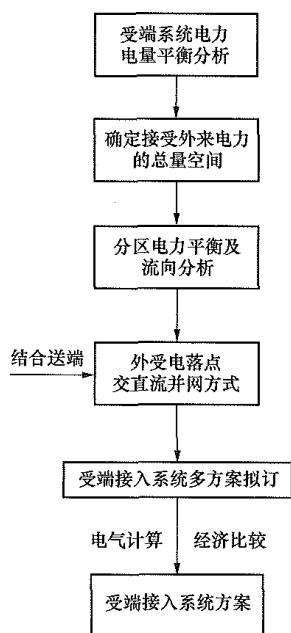 受端系统电力
电量平衡分析
确定接受外来电力
的总量空间
分区电力平衡及
流向分析
结合送端
外受电落点
交直流并网方式
受端接入系统多方案拟订
电气计算
经济比较
受端接入系统方案